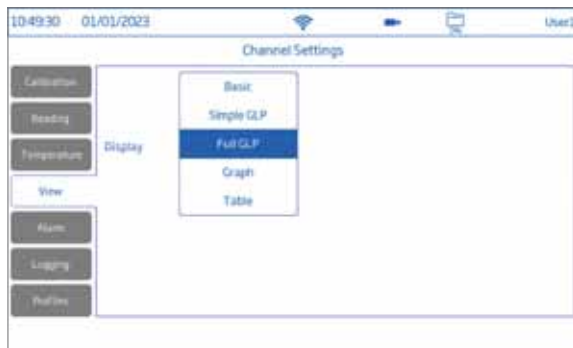 10:49:30 01/01/2023 User1
Channel Settings
Calibration
Reading
Temperature
View
Alarm
Logging
Profiles
Display
Basic
Simple GLP
Full GLP
Graph
Table